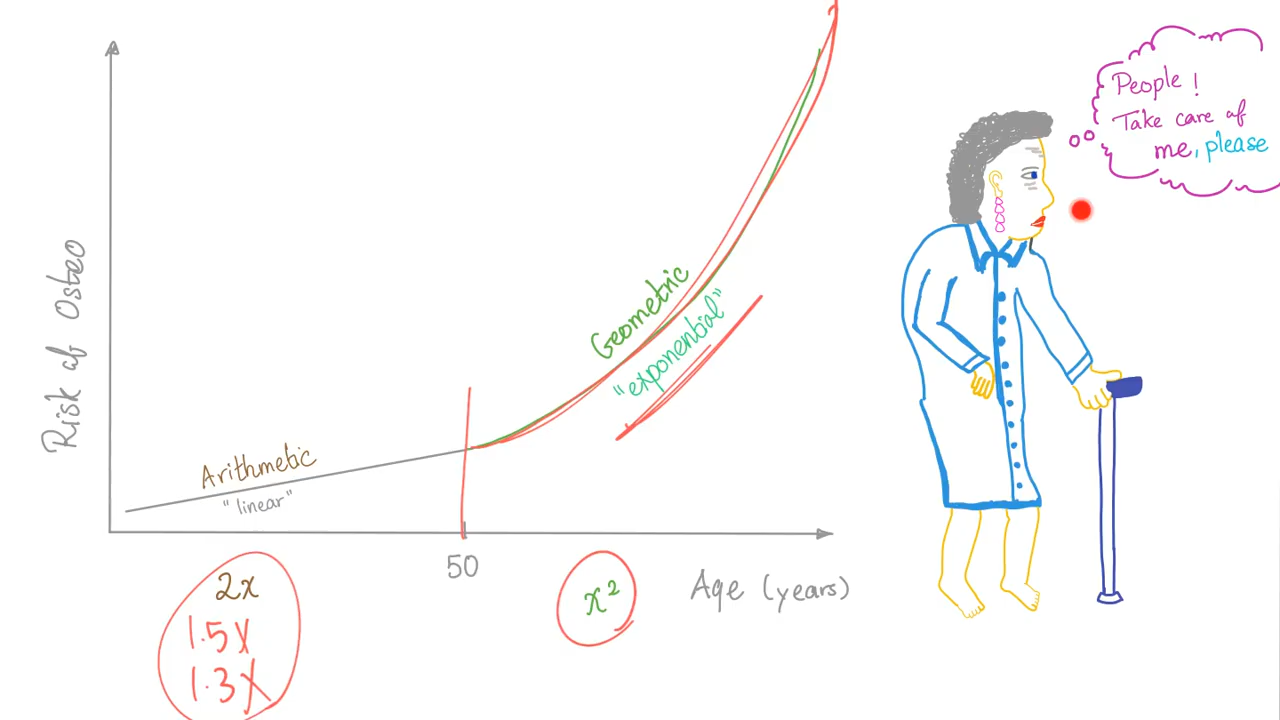 People!
Take care of
me, please
Risk of Osteo
Geometric
"exponential"
Arithmetic
"linear"
50
Age (years)
2x
1.5X
1.3X
x²